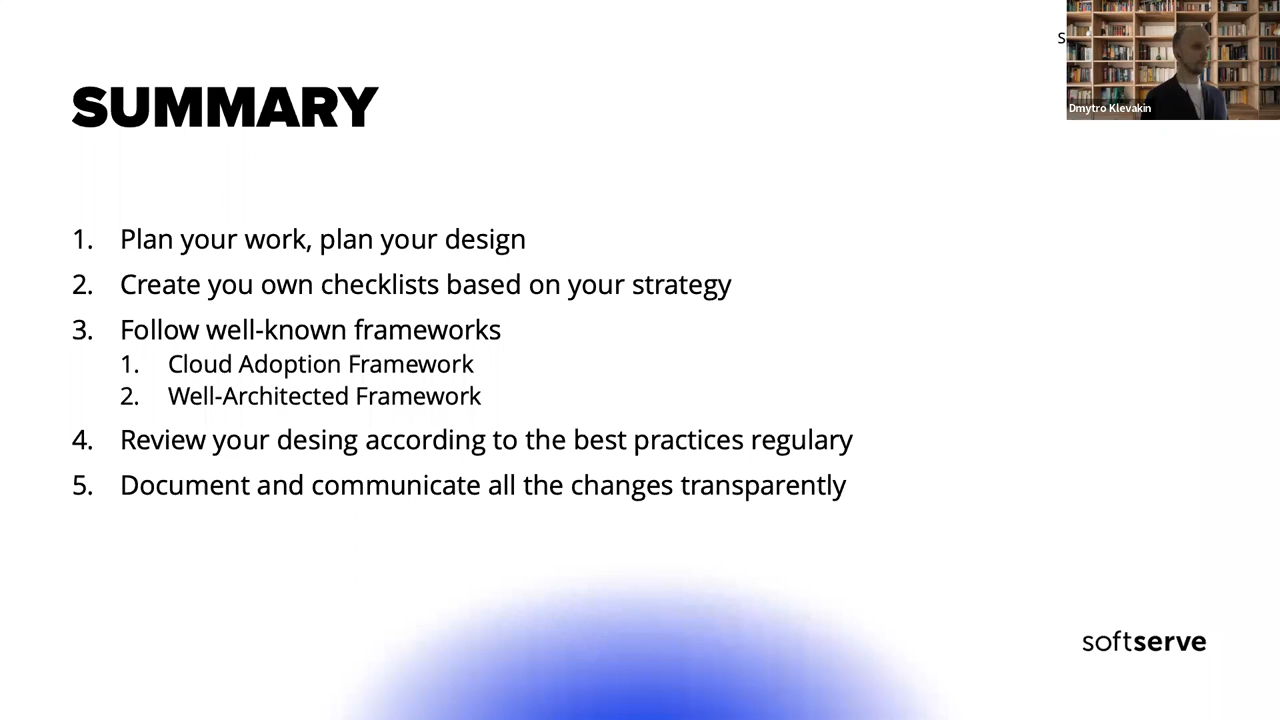 S
Dmytro Klevakin
SUMMARY
1. Plan your work, plan your design
2. Create you own checklists based on your strategy
3. Follow well-known frameworks
1. Cloud Adoption Framework
2. Well-Architected Framework
4. Review your desing according to the best practices regulary
5. Document and communicate all the changes transparently
softserve